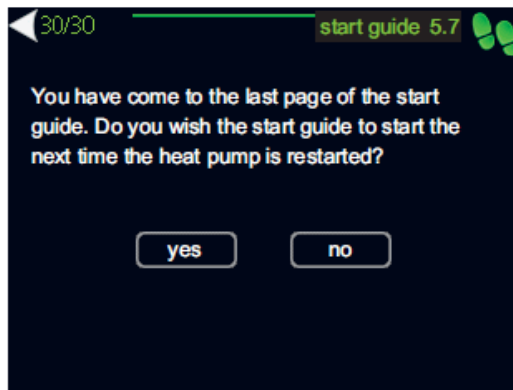 30/30
start guide 5.7
You have come to the last page of the start
guide. Do you wish the start guide to start the
next time the heat pump is restarted?
yes
no